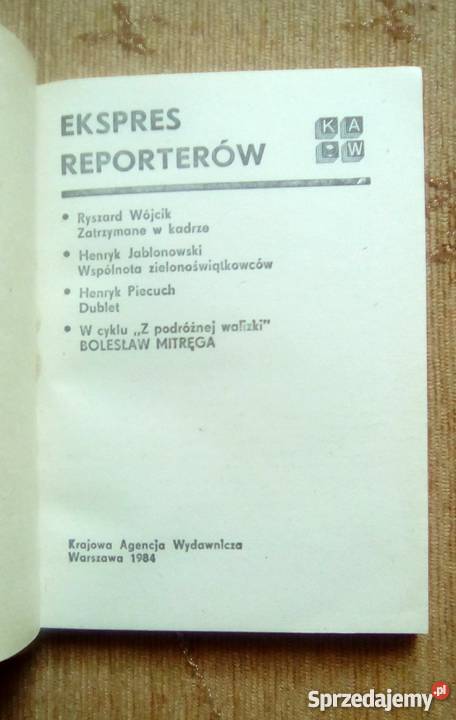 EKSPRES
REPORTERÓW
K A
W
• Ryszard Wójcik
Zatrzymane w kadrze
• Henryk Jabłonowski
Wspólnota zielonoświątkowców
• Henryk Piecuch
Dublet
• W cyklu „Z podróżnej walizki"
BOLESŁAW MITRĘGA
Krajowa Agencja Wydawnicza
Warszawa 1984
Sprzedajemy.pl